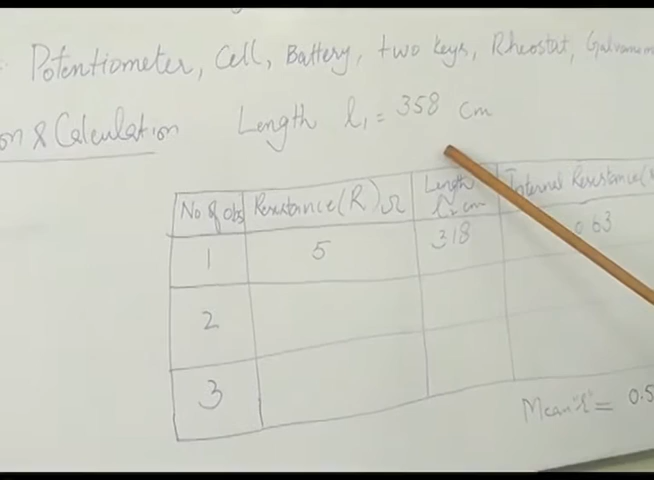 Potentiometer, Cell, Battery, two keys, Rheostat,
on & Calculation Length l₁ = 358 cm
No of obs Resistance(R)Ω Length l₂ cm Internal Resistance
1 5 318 0.63
2
3
Mean "r" = 0.5